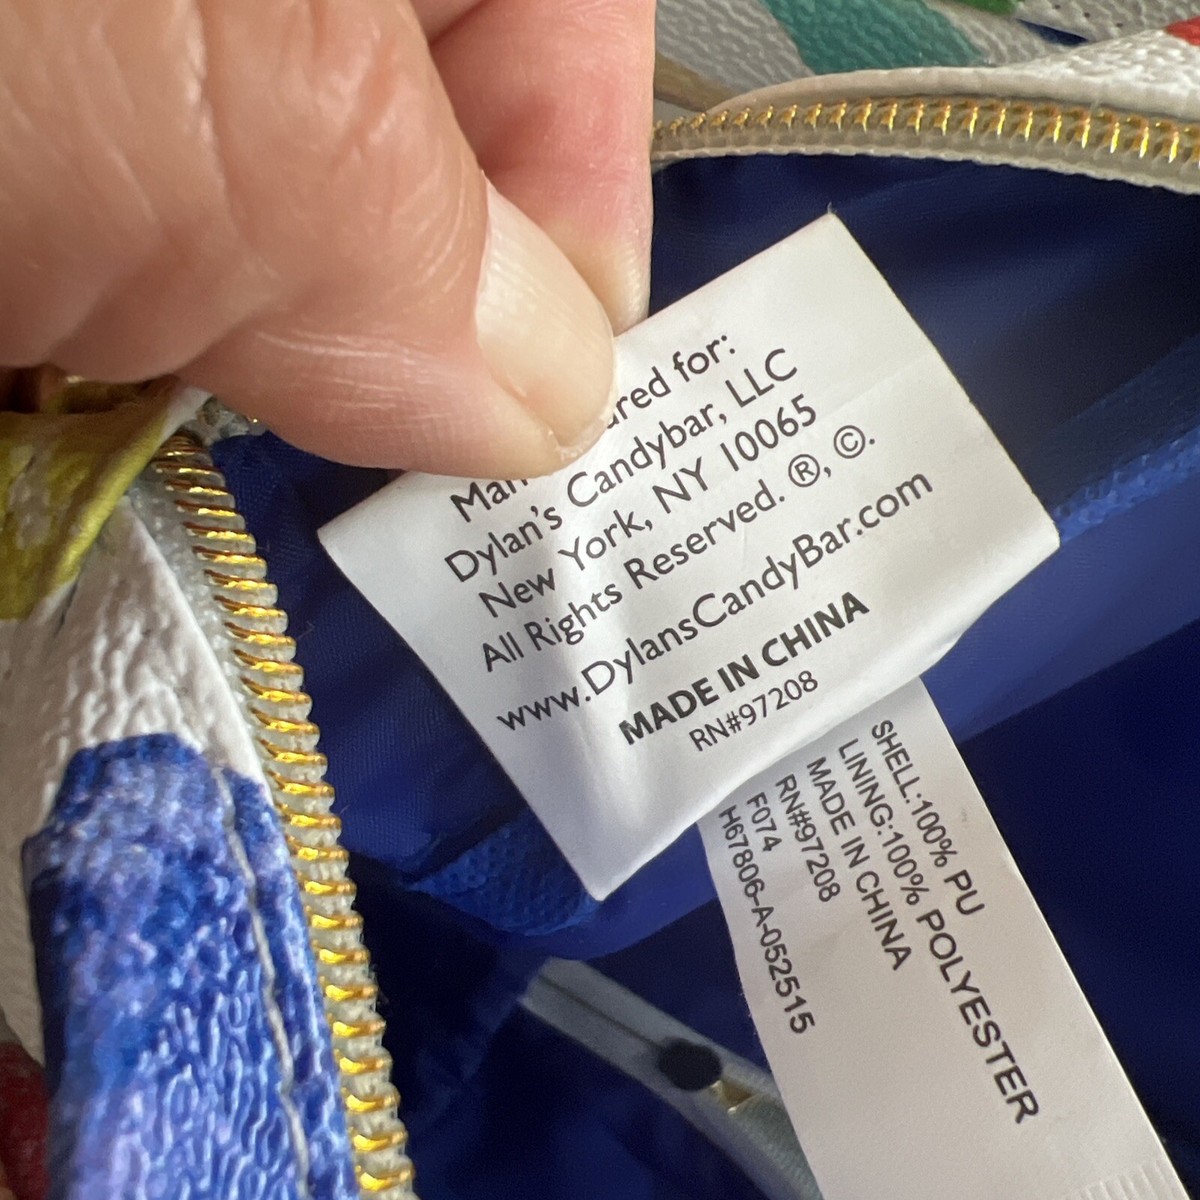 for:
Dylan's Candybar, LLC
New York, NY 10065
All Rights Reserved. ®, ©.
www.DylansCandyBar.com
MADE IN CHINA
RN#97208
SHELL:100% PU
LINING:100% POLYESTER
MADE IN CHINA
RN#97208
F074
H67806-A-052515